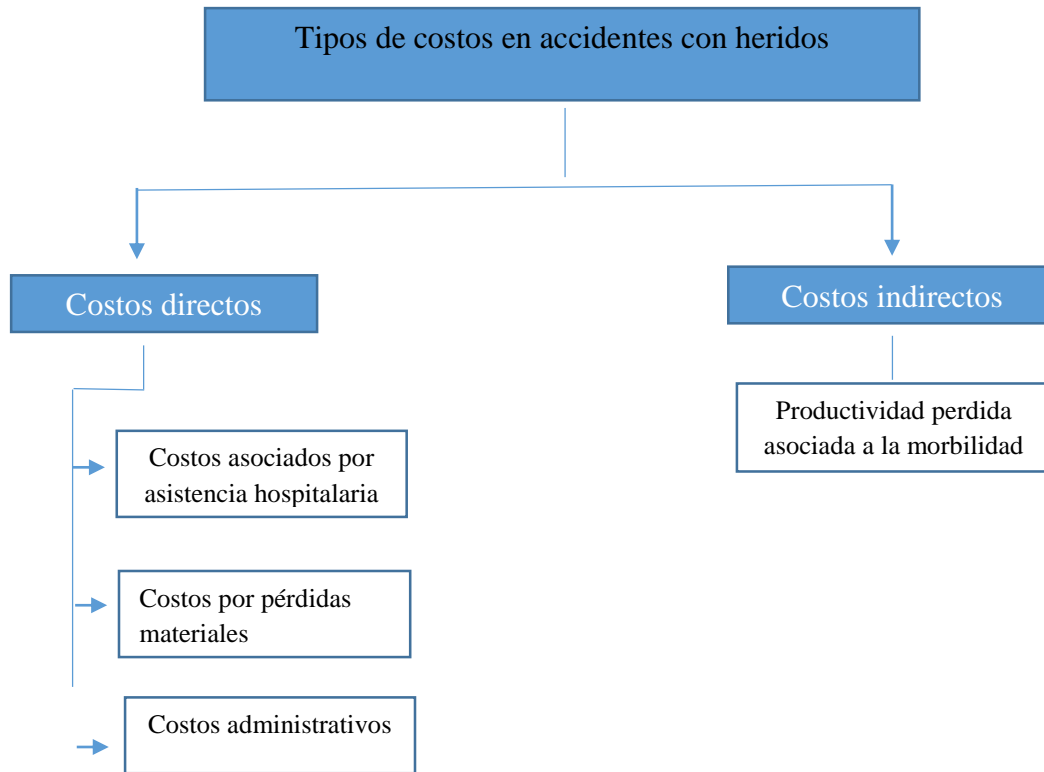 Tipos de costos en accidentes con heridos
Costos directos
Costos indirectos
Costos asociados por
asistencia hospitalaria
Costos por pérdidas
materiales
Costos administrativos
Productividad perdida
asociada a la morbilidad